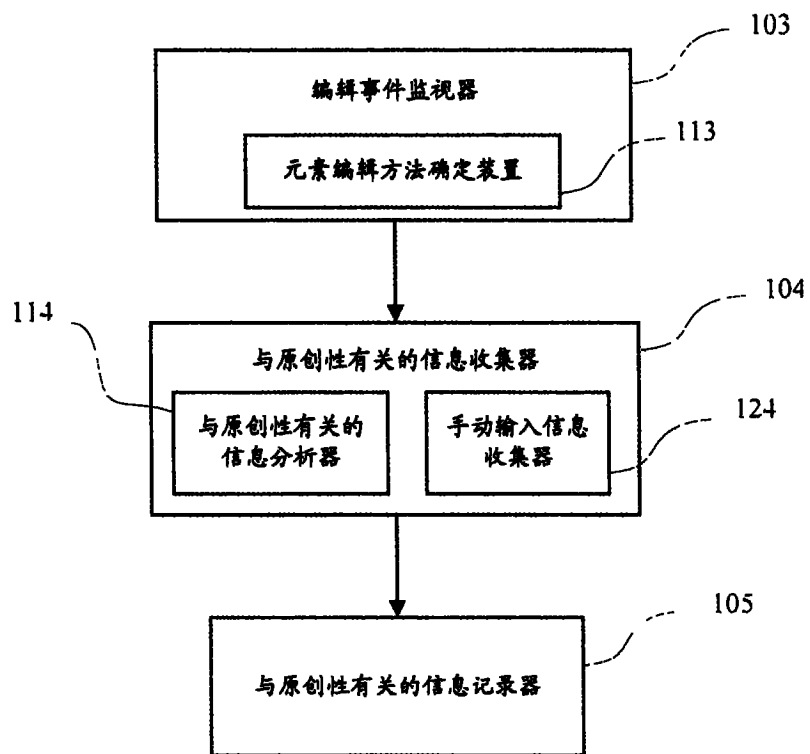 103
编辑事件监视器
113
元素编辑方法确定装置
114
104
与原创性有关的信息收集器
与原创性有关的
信息分析器
手动输入信息
收集器
124
105
与原创性有关的信息记录器